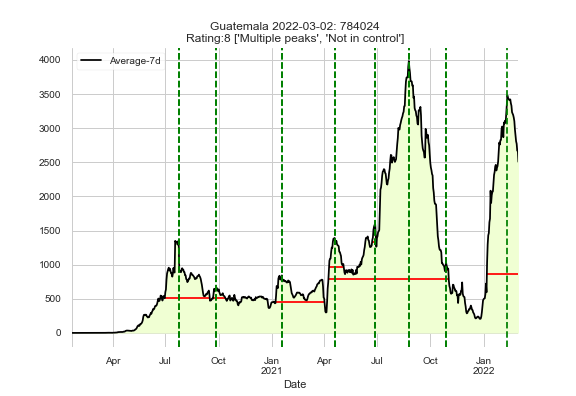 Guatemala 2022-03-02: 784024
Rating:8 ['Multiple peaks', 'Not in control']
Average-7d
4000
3500
3000
2500
2000
1500
1000
500
0
Apr Jul Oct Jan Apr Jul Oct Jan
2021 2022
Date